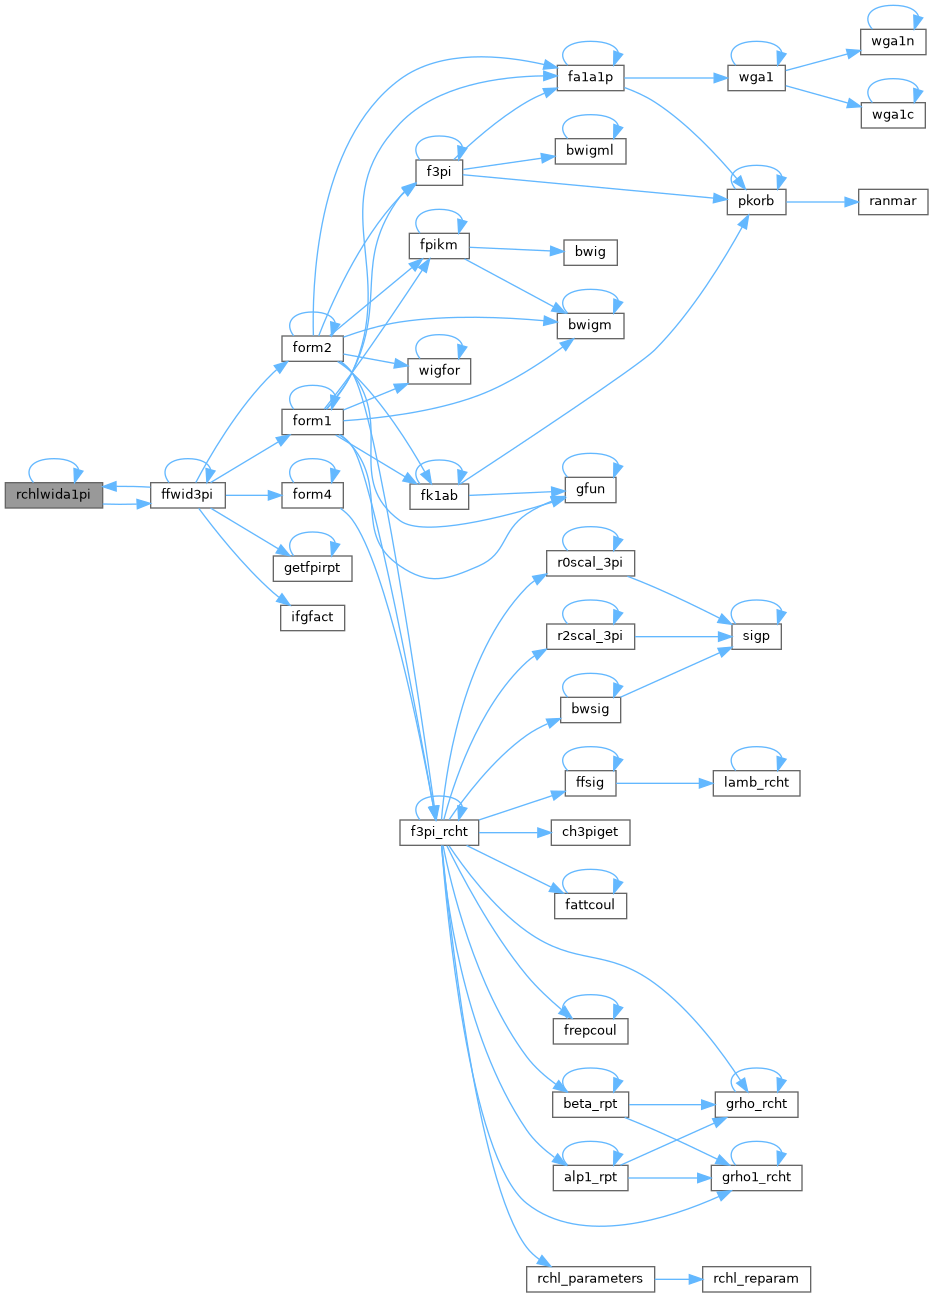 wga1n
fa1a1p
wga1
wga1c
bwigml
f3pi
pkorb
ranmar
fpikm
bwig
bwigm
form2
wigfor
form1
rchlwida1pi
ffwid3pi
form4
fk1ab
gfun
getfpirpt
r0scal_3pi
ifgfact
r2scal_3pi
sigp
bwsig
ffsig
lamb_rcht
f3pi_rcht
ch3piget
fattcoul
frepcoul
beta_rpt
grho_rcht
alp1_rpt
grho1_rcht
rchl_parameters
rchl_reparam